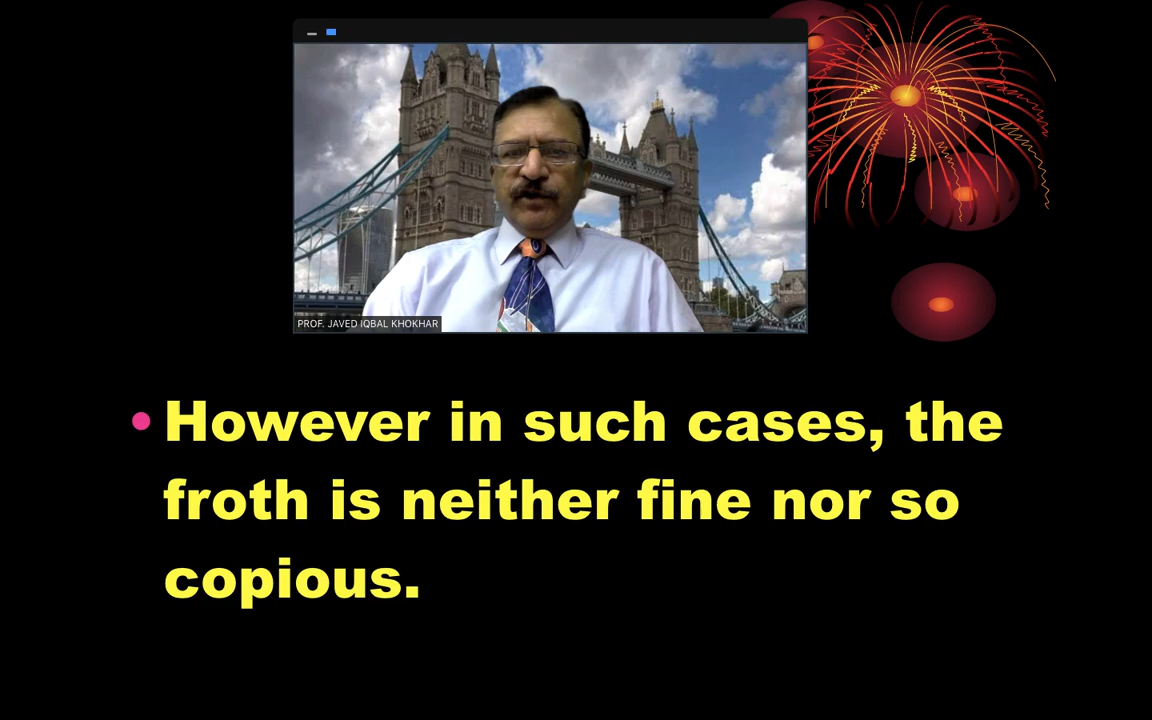 PROF. JAVED IQBAL KHOKHAR
However in such cases, the
froth is neither fine nor so
copious.